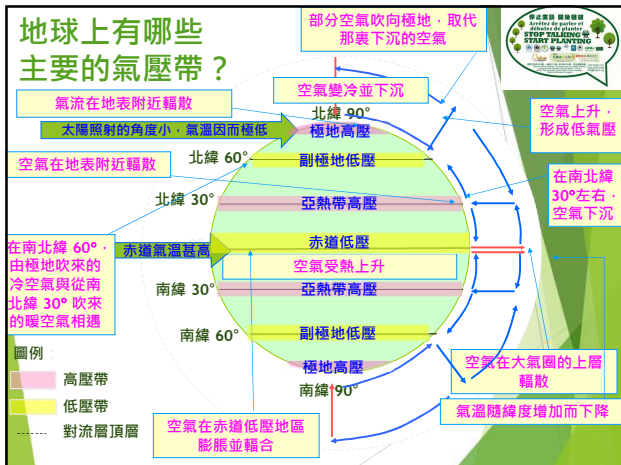 地球上有哪些
主要的氣壓帶？
部分空氣吹向極地，取代
那裏下沉的空氣
停止空談 開始種植
Arrêtez de parler et
débutez de planter
STOP TALKING
START PLANTING
空氣變冷並下沉
氣流在地表附近輻散
北緯 90°
空氣上升，
形成低氣壓
太陽照射的角度小，氣溫因而極低
極地高壓
空氣在地表附近輻散
北緯 60°
副極地低壓
在南北緯
30°左右，
空氣下沉
北緯 30°
亞熱帶高壓
在南北緯 60°，
由極地吹來的
冷空氣與從南
北緯 30° 吹來
的暖空氣相遇
赤道氣溫甚高
赤道低壓
空氣受熱上升
南緯 30°
亞熱帶高壓
南緯 60°
副極地低壓
圖例
高壓帶
低壓帶
對流層頂層
極地高壓
南緯 90°
空氣在大氣圈的上層
輻散
氣溫隨緯度增加而下降
空氣在赤道低壓地區
膨脹並輻合